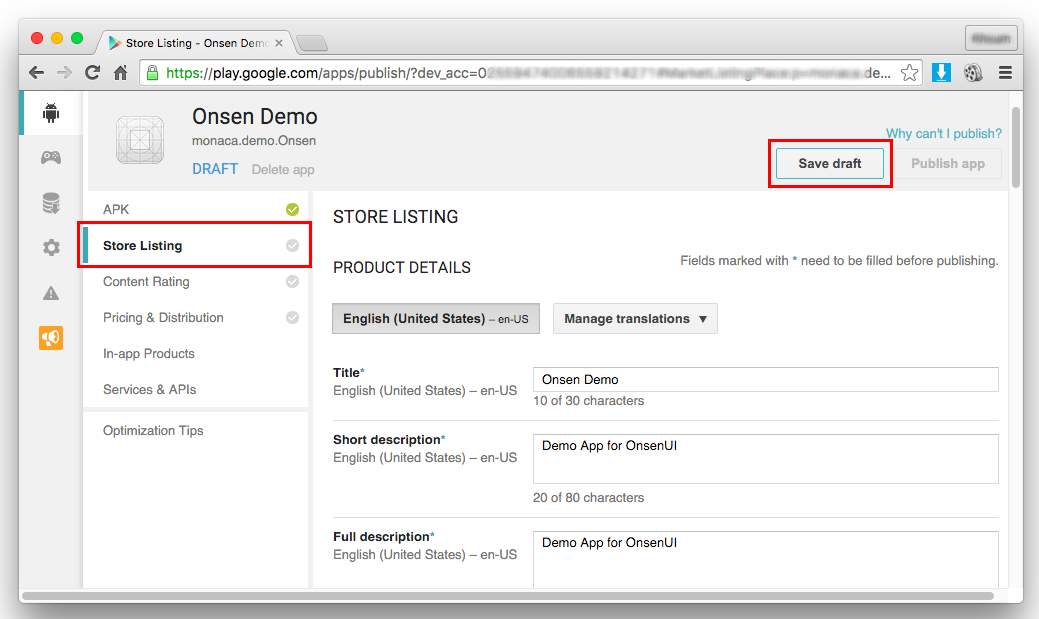 Store Listing - Onsen Demo
https://play.google.com/apps/publish/?dev_acc=0
de...
Onsen Demo
monaca.demo.Onsen
DRAFT Delete app
Why can't I publish?
Save draft Publish app
APK
Store Listing
Content Rating
Pricing & Distribution
In-app Products
Services & APIs
Optimization Tips
STORE LISTING
PRODUCT DETAILS
Fields marked with * need to be filled before publishing.
English (United States) – en-US Manage translations ▼
Title*
English (United States) – en-US
Onsen Demo
10 of 30 characters
Short description*
English (United States) – en-US
Demo App for OnsenUI
20 of 80 characters
Full description*
English (United States) – en-US
Demo App for OnsenUI